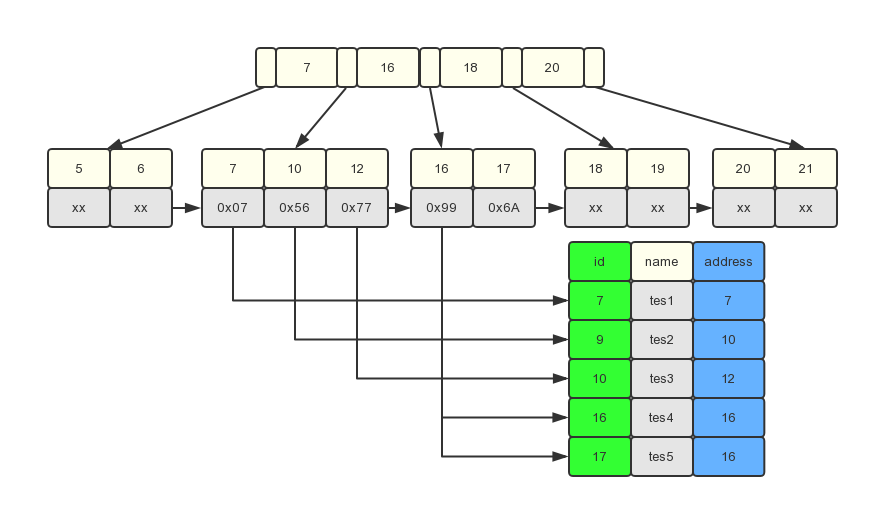 7 16 18 20
5 6 7 10 12 16 17 18 19 20 21
xx xx 0x07 0x56 0x77 0x99 0x6A xx xx xx xx
id name address
7 tes1 7
9 tes2 10
10 tes3 12
16 tes4 16
17 tes5 16